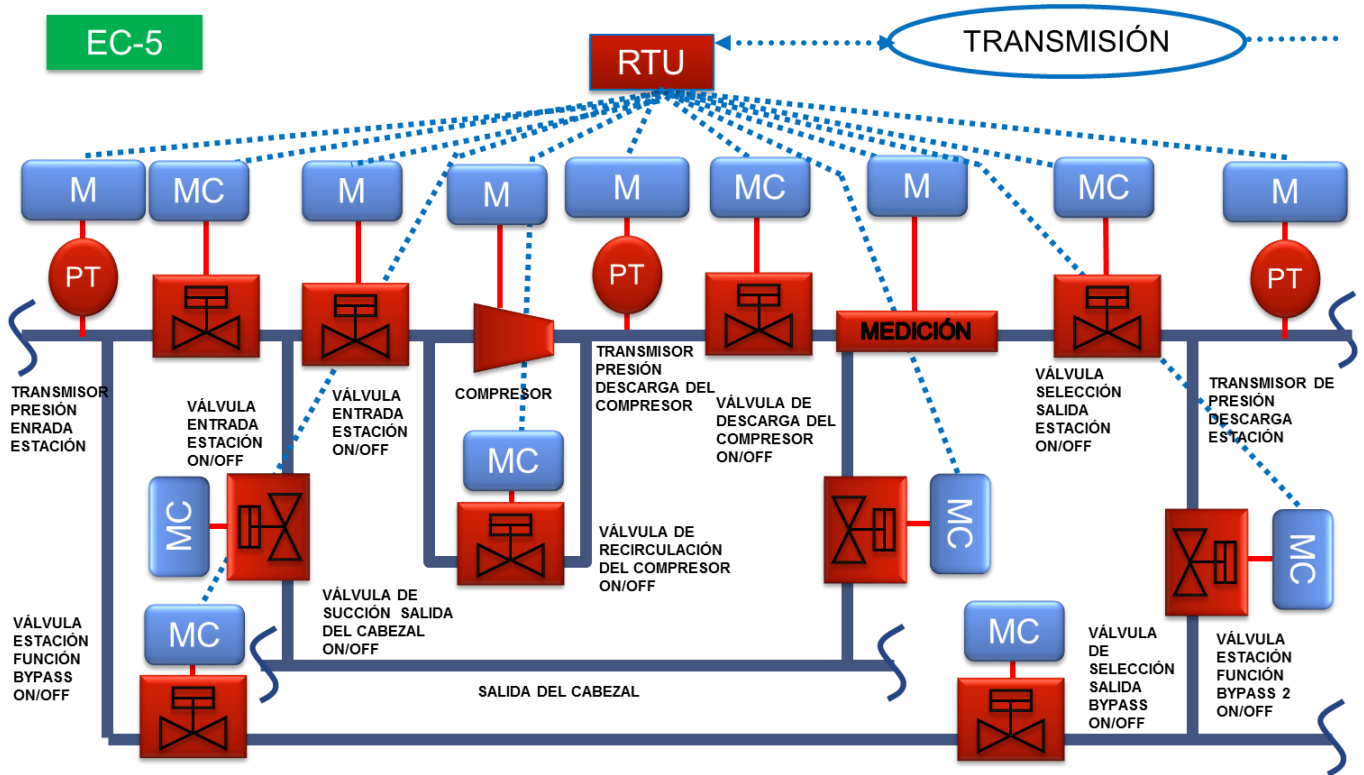 EC-5
RTU
TRANSMISIÓN
M
MC
M
M
M
MC
M
MC
M
PT
PT
PT
MEDICIÓN
TRANSMISOR
PRESIÓN
ENRADA
ESTACIÓN
VÁLVULA
ENTRADA
ESTACIÓN
ON/OFF
VÁLVULA
ENTRADA
ESTACIÓN
ON/OFF
COMPRESOR
TRANSMISOR
PRESIÓN
DESCARGA DEL
COMPRESOR
VÁLVULA DE
DESCARGA DEL
COMPRESOR
ON/OFF
VÁLVULA
SELECCIÓN
SALIDA
ESTACIÓN
ON/OFF
TRANSMISOR DE
PRESIÓN
DESCARGA
ESTACIÓN
MC
MC
MC
MC
VÁLVULA DE
RECIRCULACIÓN
DEL COMPRESOR
ON/OFF
VÁLVULA DE
SUCCIÓN SALIDA
DEL CABEZAL
ON/OFF
VÁLVULA
ESTACIÓN
FUNCIÓN
BYPASS
ON/OFF
MC
MC
VÁLVULA
DE
SELECCIÓN
SALIDA
BYPASS
ON/OFF
VÁLVULA
ESTACIÓN
FUNCIÓN
BYPASS 2
ON/OFF
SALIDA DEL CABEZAL